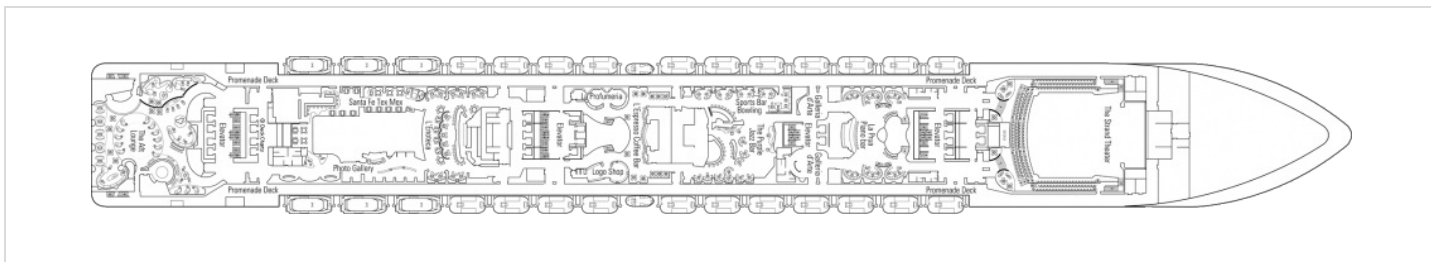 Promenade Deck
Promenade Deck
The Aft
Lounge
Elevator
Santa Fe Tex Mex
Photo Gallery
Enoteca
Elevator
Profumeria
Logo Shop
L'Espresso Coffee Bar
Sports Bar
Bowling
The Purple
Jazz Bar
Elevator
Galleria
d'Arte
Galleria
d'Arte
La Pira
Piano bar
Elevator
The Strand Theater
Promenade Deck
Promenade Deck